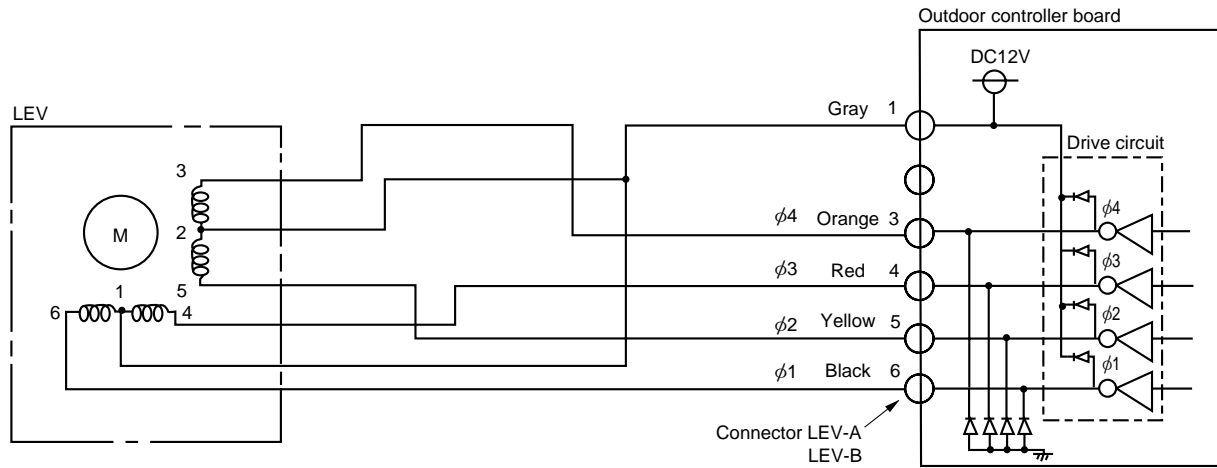 Outdoor controller board
DC12V
LEV
Gray 1
Drive circuit
3
2
M
1
5
6
4
ϕ4 Orange 3
ϕ3 Red 4
ϕ2 Yellow 5
ϕ1 Black 6
ϕ4
ϕ3
ϕ2
ϕ1
Connector LEV-A
LEV-B